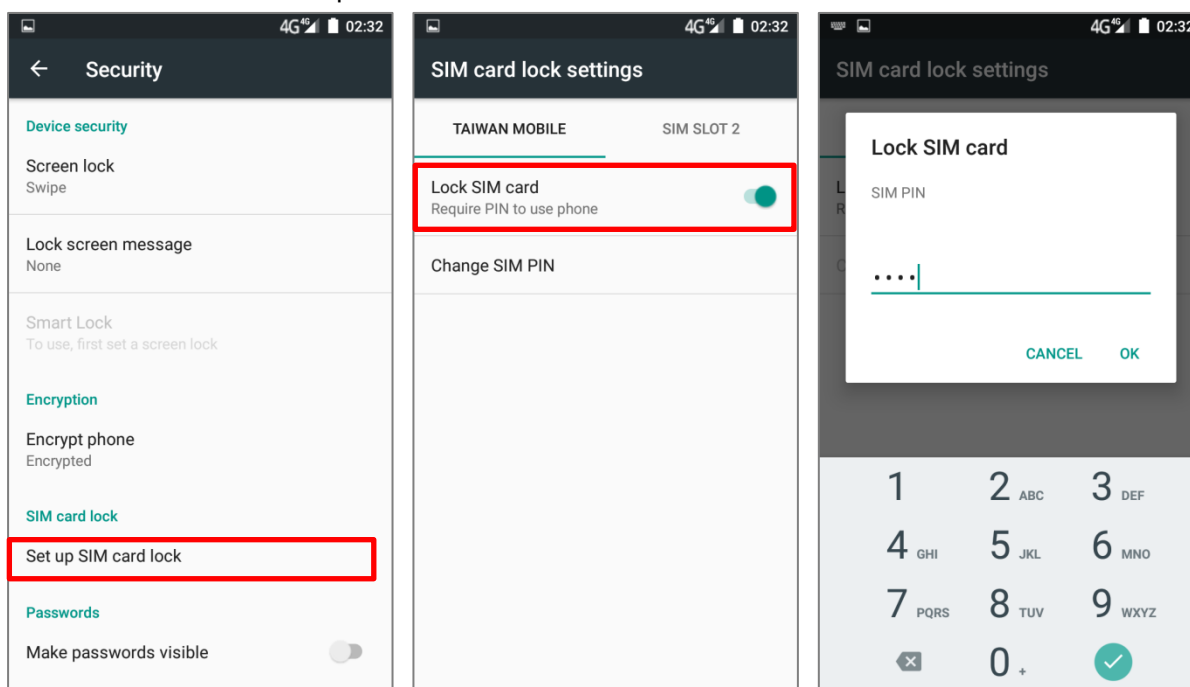 4G 4G 02:32
Security
Device security
Screen lock
Swipe
Lock screen message
None
Smart Lock
To use, first set a screen lock
Encryption
Encrypt phone
Encrypted
SIM card lock
Set up SIM card lock
Passwords
Make passwords visible
4G 4G 02:32
SIM card lock settings
TAIWAN MOBILE SIM SLOT 2
Lock SIM card
Require PIN to use phone
Change SIM PIN
4G 4G 02:32
SIM card lock settings
Lock SIM card
L
SIM PIN
R
C
....
CANCEL OK
1 2 ABC 3 DEF
4 GHI 5 JKL 6 MNO
7 PQRS 8 TUV 9 WXYZ
0 +